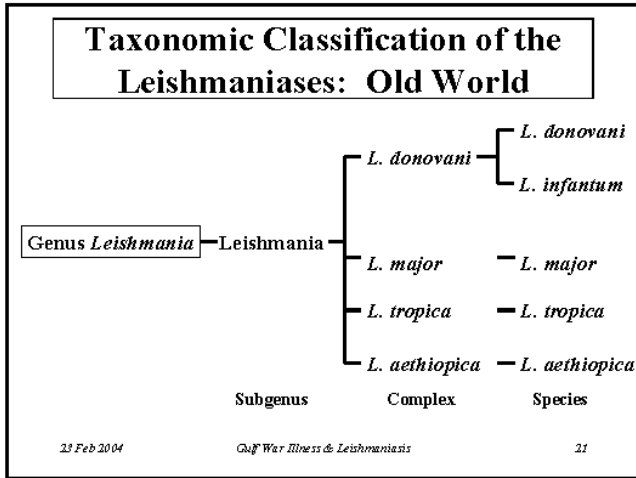 Taxonomic Classification of the
Leishmaniases: Old World
L. donovani
L. donovani
L. infantum
Genus Leishmania
Leishmania
L. major
L. major
L. tropica
L. tropica
L. aethiopica
L. aethiopica
Subgenus
Complex
Species
23 Feb 2004
Gulf War Illness & Leishmaniasis
21